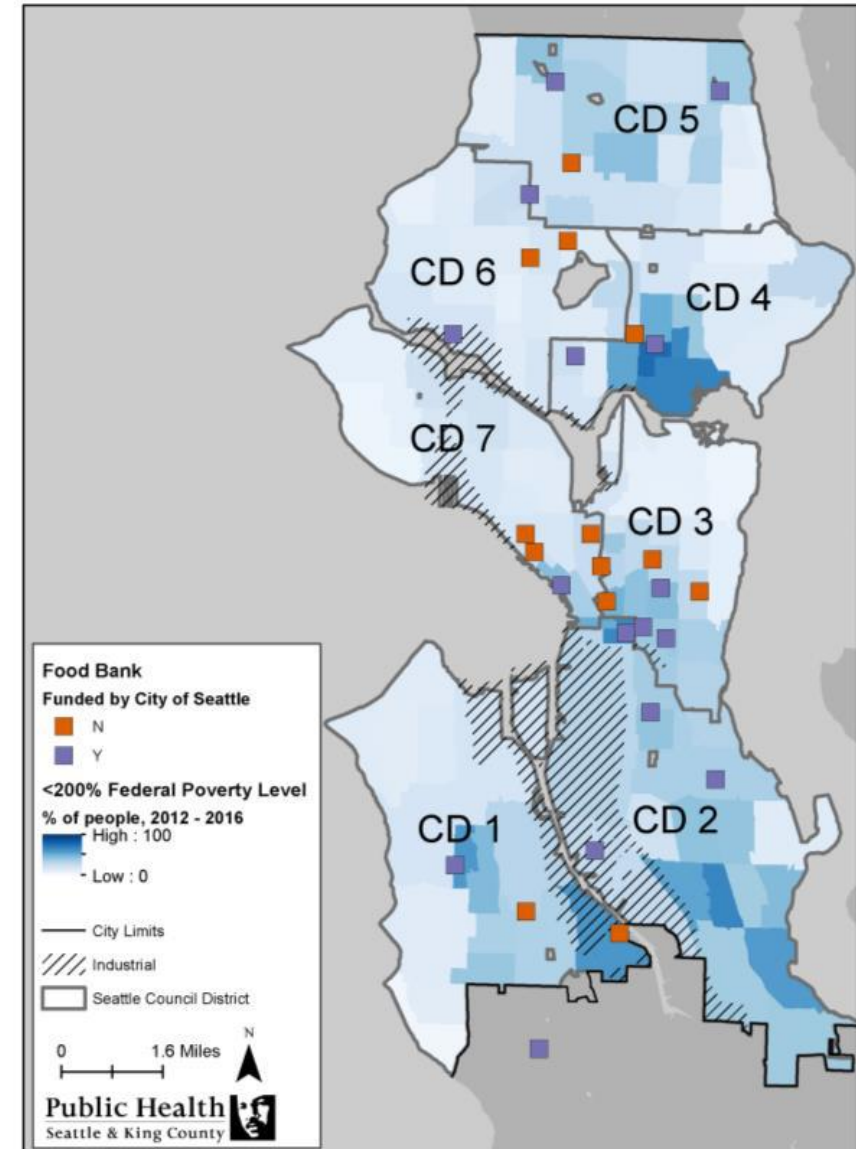 CD 5
CD 6
CD 4
CD 7
CD 3
CD 1
CD 2
Food Bank
Funded by City of Seattle
N
Y
<200% Federal Poverty Level
% of people, 2012 - 2016
High : 100
Low : 0
City Limits
Industrial
Seattle Council District
N
0 1.6 Miles
Public Health
Seattle & King County